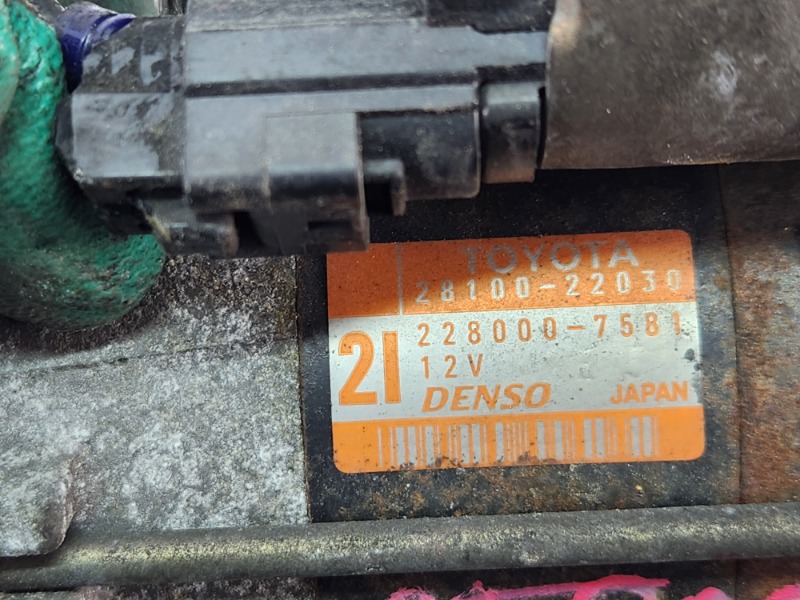 TOYOTA
28100-22030
228000-7581
21
12V
DENSO JAPAN